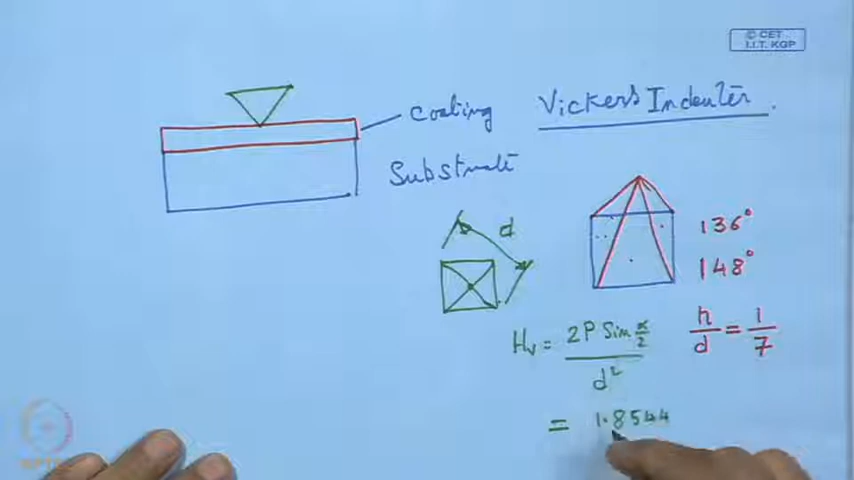 © CET
I.I.T. KGP
Coating
Vickers Indenter.
Substrate
d
136°
148°
Hv = 2P Sin α/2 / d²
h/d = 1/7
= 1.8544